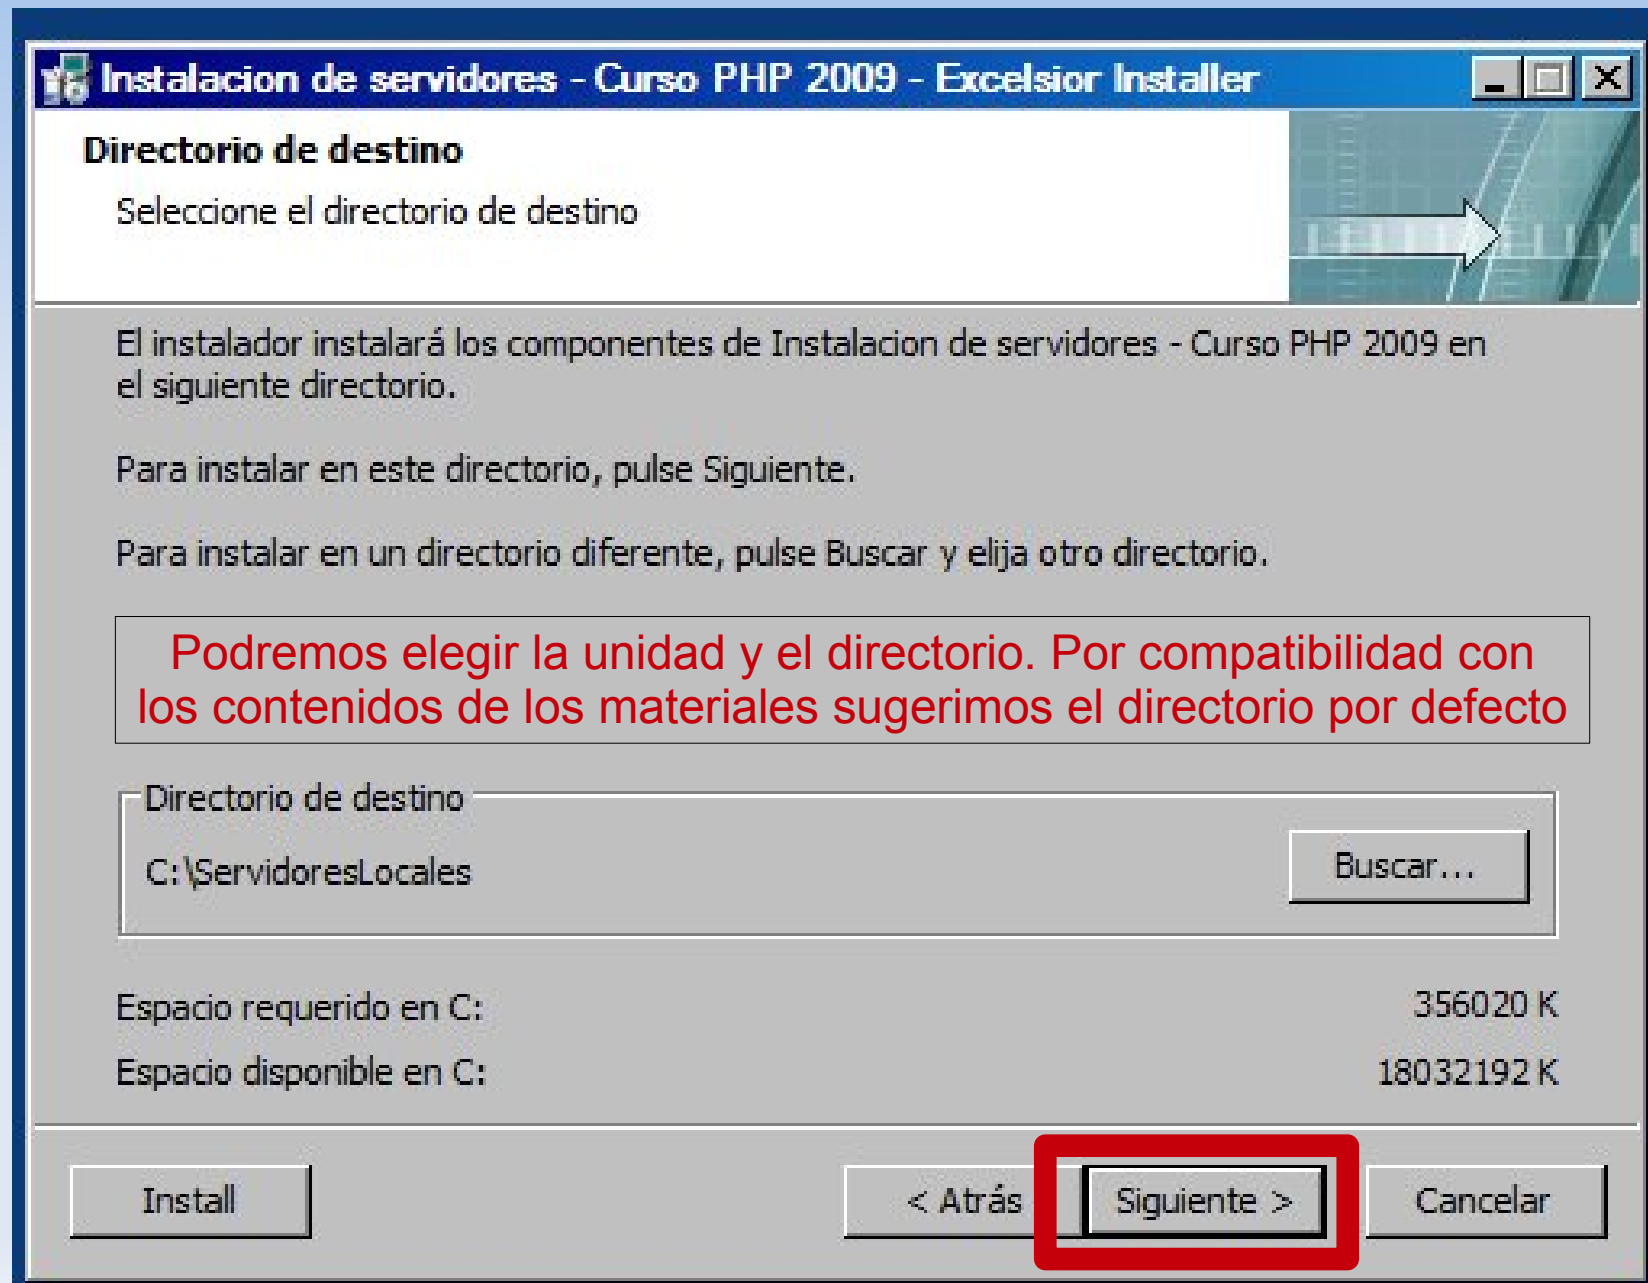 Instalacion de servidores - Curso PHP 2009 - Excelsior Installer
Directorio de destino
Seleccione el directorio de destino
El instalador instalará los componentes de Instalacion de servidores - Curso PHP 2009 en
el siguiente directorio.
Para instalar en este directorio, pulse Siguiente.
Para instalar en un directorio diferente, pulse Buscar y elija otro directorio.
Podremos elegir la unidad y el directorio. Por compatibilidad con
los contenidos de los materiales sugerimos el directorio por defecto
Directorio de destino
C:\ServidoresLocales
Buscar...
Espacio requerido en C: 356020 K
Espacio disponible en C: 18032192 K
Install < Atrás Siguiente > Cancelar